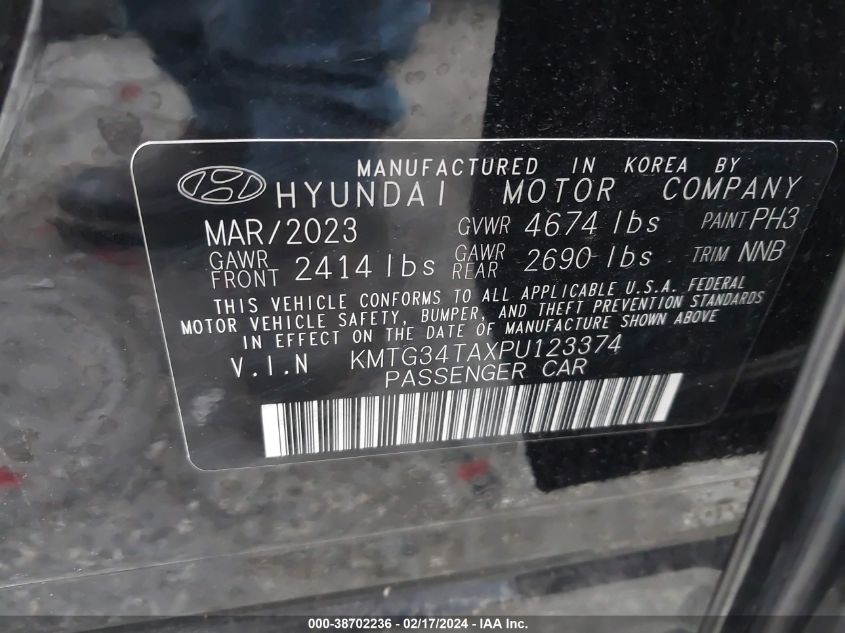 MANUFACTURED IN KOREA BY
HYUNDAI MOTOR COMPANY
MAR/2023 GVWR 4674 lbs PAINT PH3
GAWR FRONT 2414 lbs GAWR REAR 2690 lbs TRIM NNB
THIS VEHICLE CONFORMS TO ALL APPLICABLE U.S.A. FEDERAL
MOTOR VEHICLE SAFETY, BUMPER, AND THEFT PREVENTION STANDARDS
IN EFFECT ON THE DATE OF MANUFACTURE SHOWN ABOVE
V.I.N KMTG34TAXPU123374
PASSENGER CAR
000-38702236 - 02/17/2024 - IAAI, Inc.